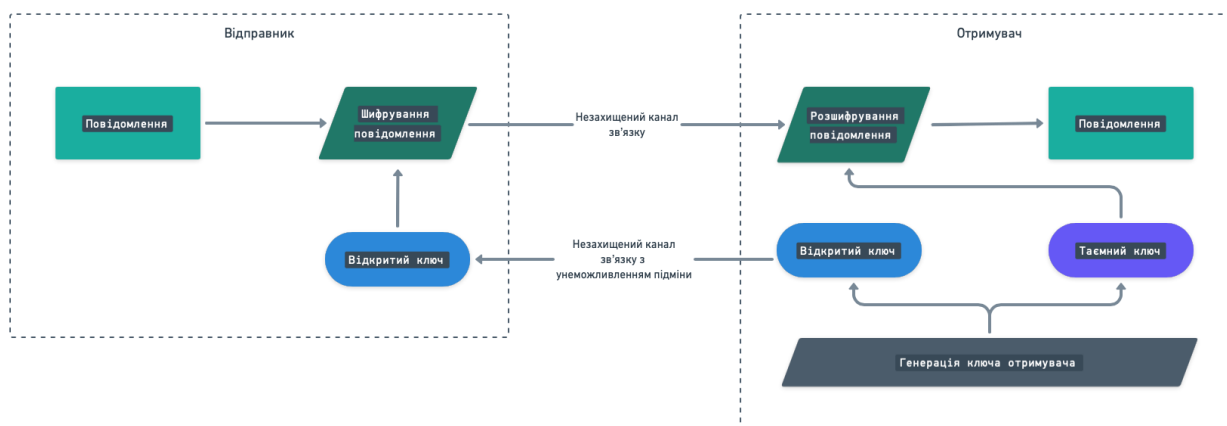 Відправник
Отримувач
Повідомлення
Шифрування
повідомлення
Незахищений канал
зв'язку
Розшифрування
повідомлення
Повідомлення
Відкритий ключ
Незахищений канал
зв'язку з
унеможливленням підміни
Відкритий ключ
Таємний ключ
Генерація ключа отримувача